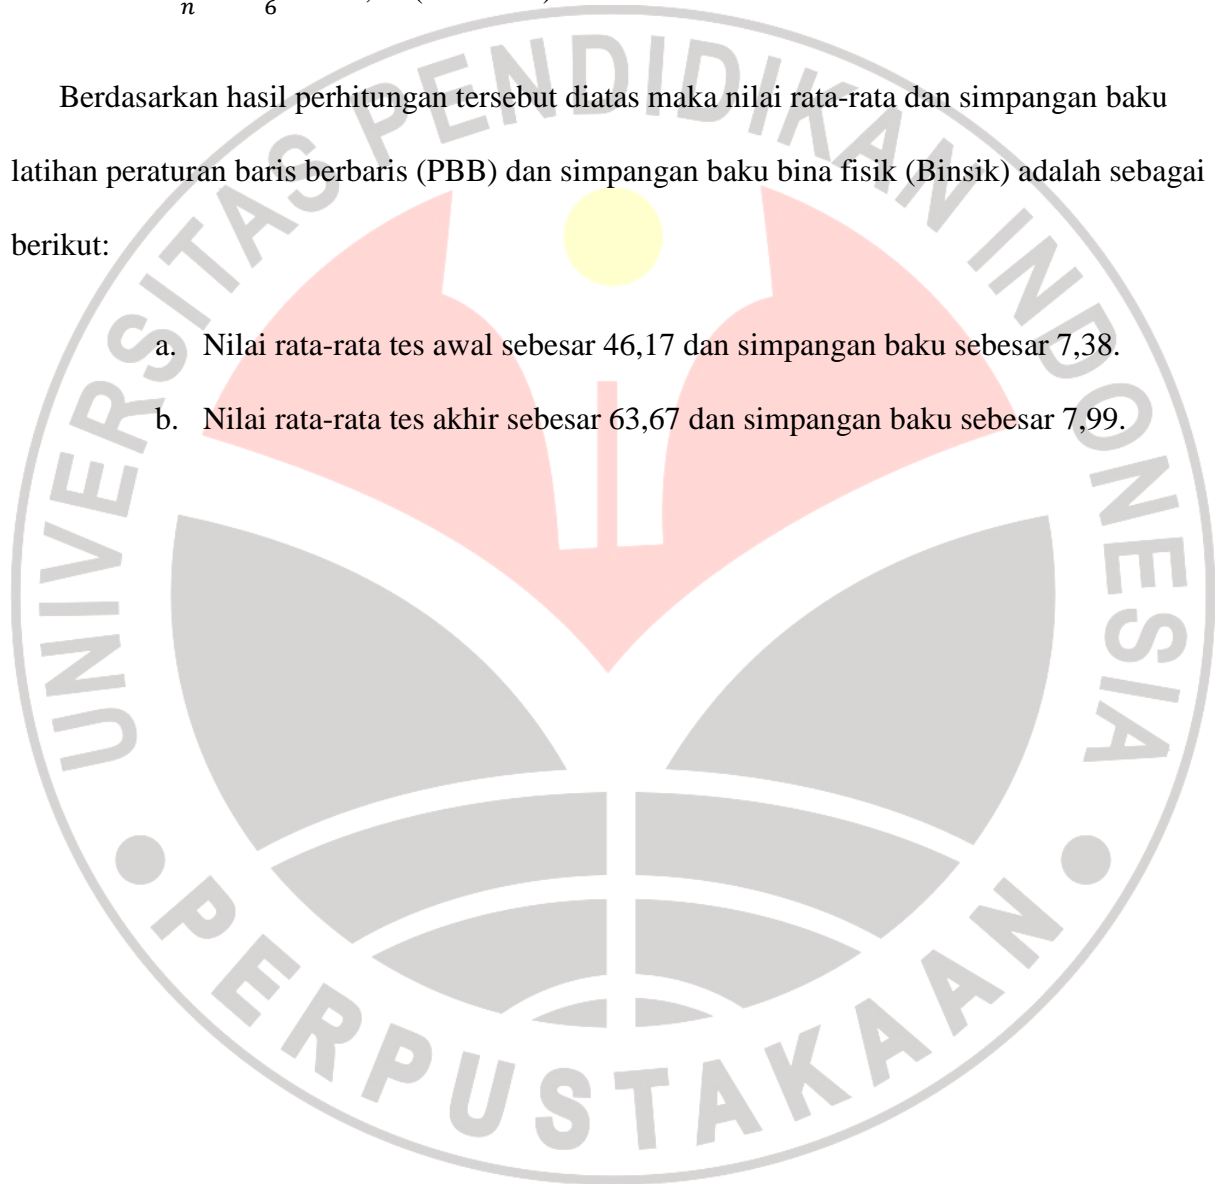 n 6
Berdasarkan hasil perhitungan tersebut diatas maka nilai rata-rata dan simpangan baku
latihan peraturan baris berbaris (PBB) dan simpangan baku bina fisik (Binsik) adalah sebagai
berikut:
a. Nilai rata-rata tes awal sebesar 46,17 dan simpangan baku sebesar 7,38.
b. Nilai rata-rata tes akhir sebesar 63,67 dan simpangan baku sebesar 7,99.
UNIVERSITAS PENDIDIKAN INDONESIA
PERPUSTAKAAN